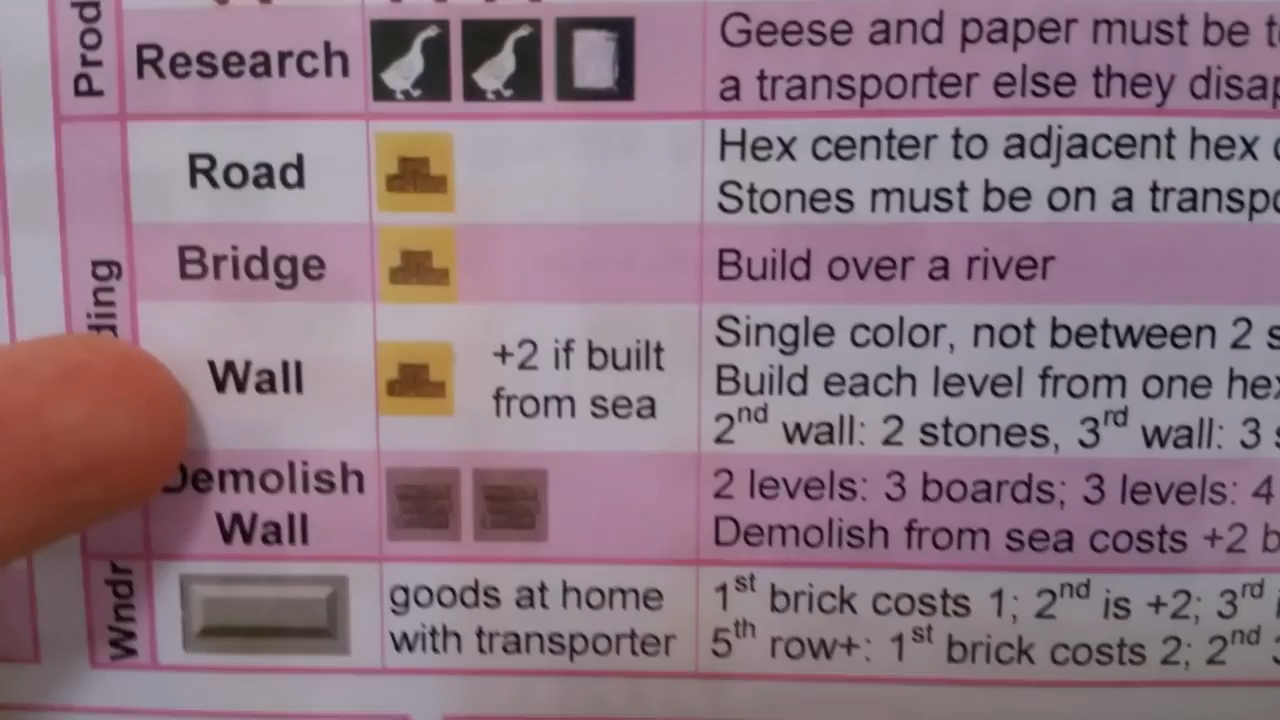 Prod
Research
Geese and paper must be
a transporter else they
Road
Hex center to adjacent hex
Stones must be on a
Bridge
Build over a river
Wall
+2 if built
from sea
Single color, not between 2
Build each level from one
2nd wall: 2 stones, 3rd wall: 3
Demolish
Wall
2 levels: 3 boards; 3 levels: 4
Demolish from sea costs +2
Wndr
goods at home
with transporter
1st brick costs 1; 2nd is +2; 3rd
5th row+: 1st brick costs 2; 2nd